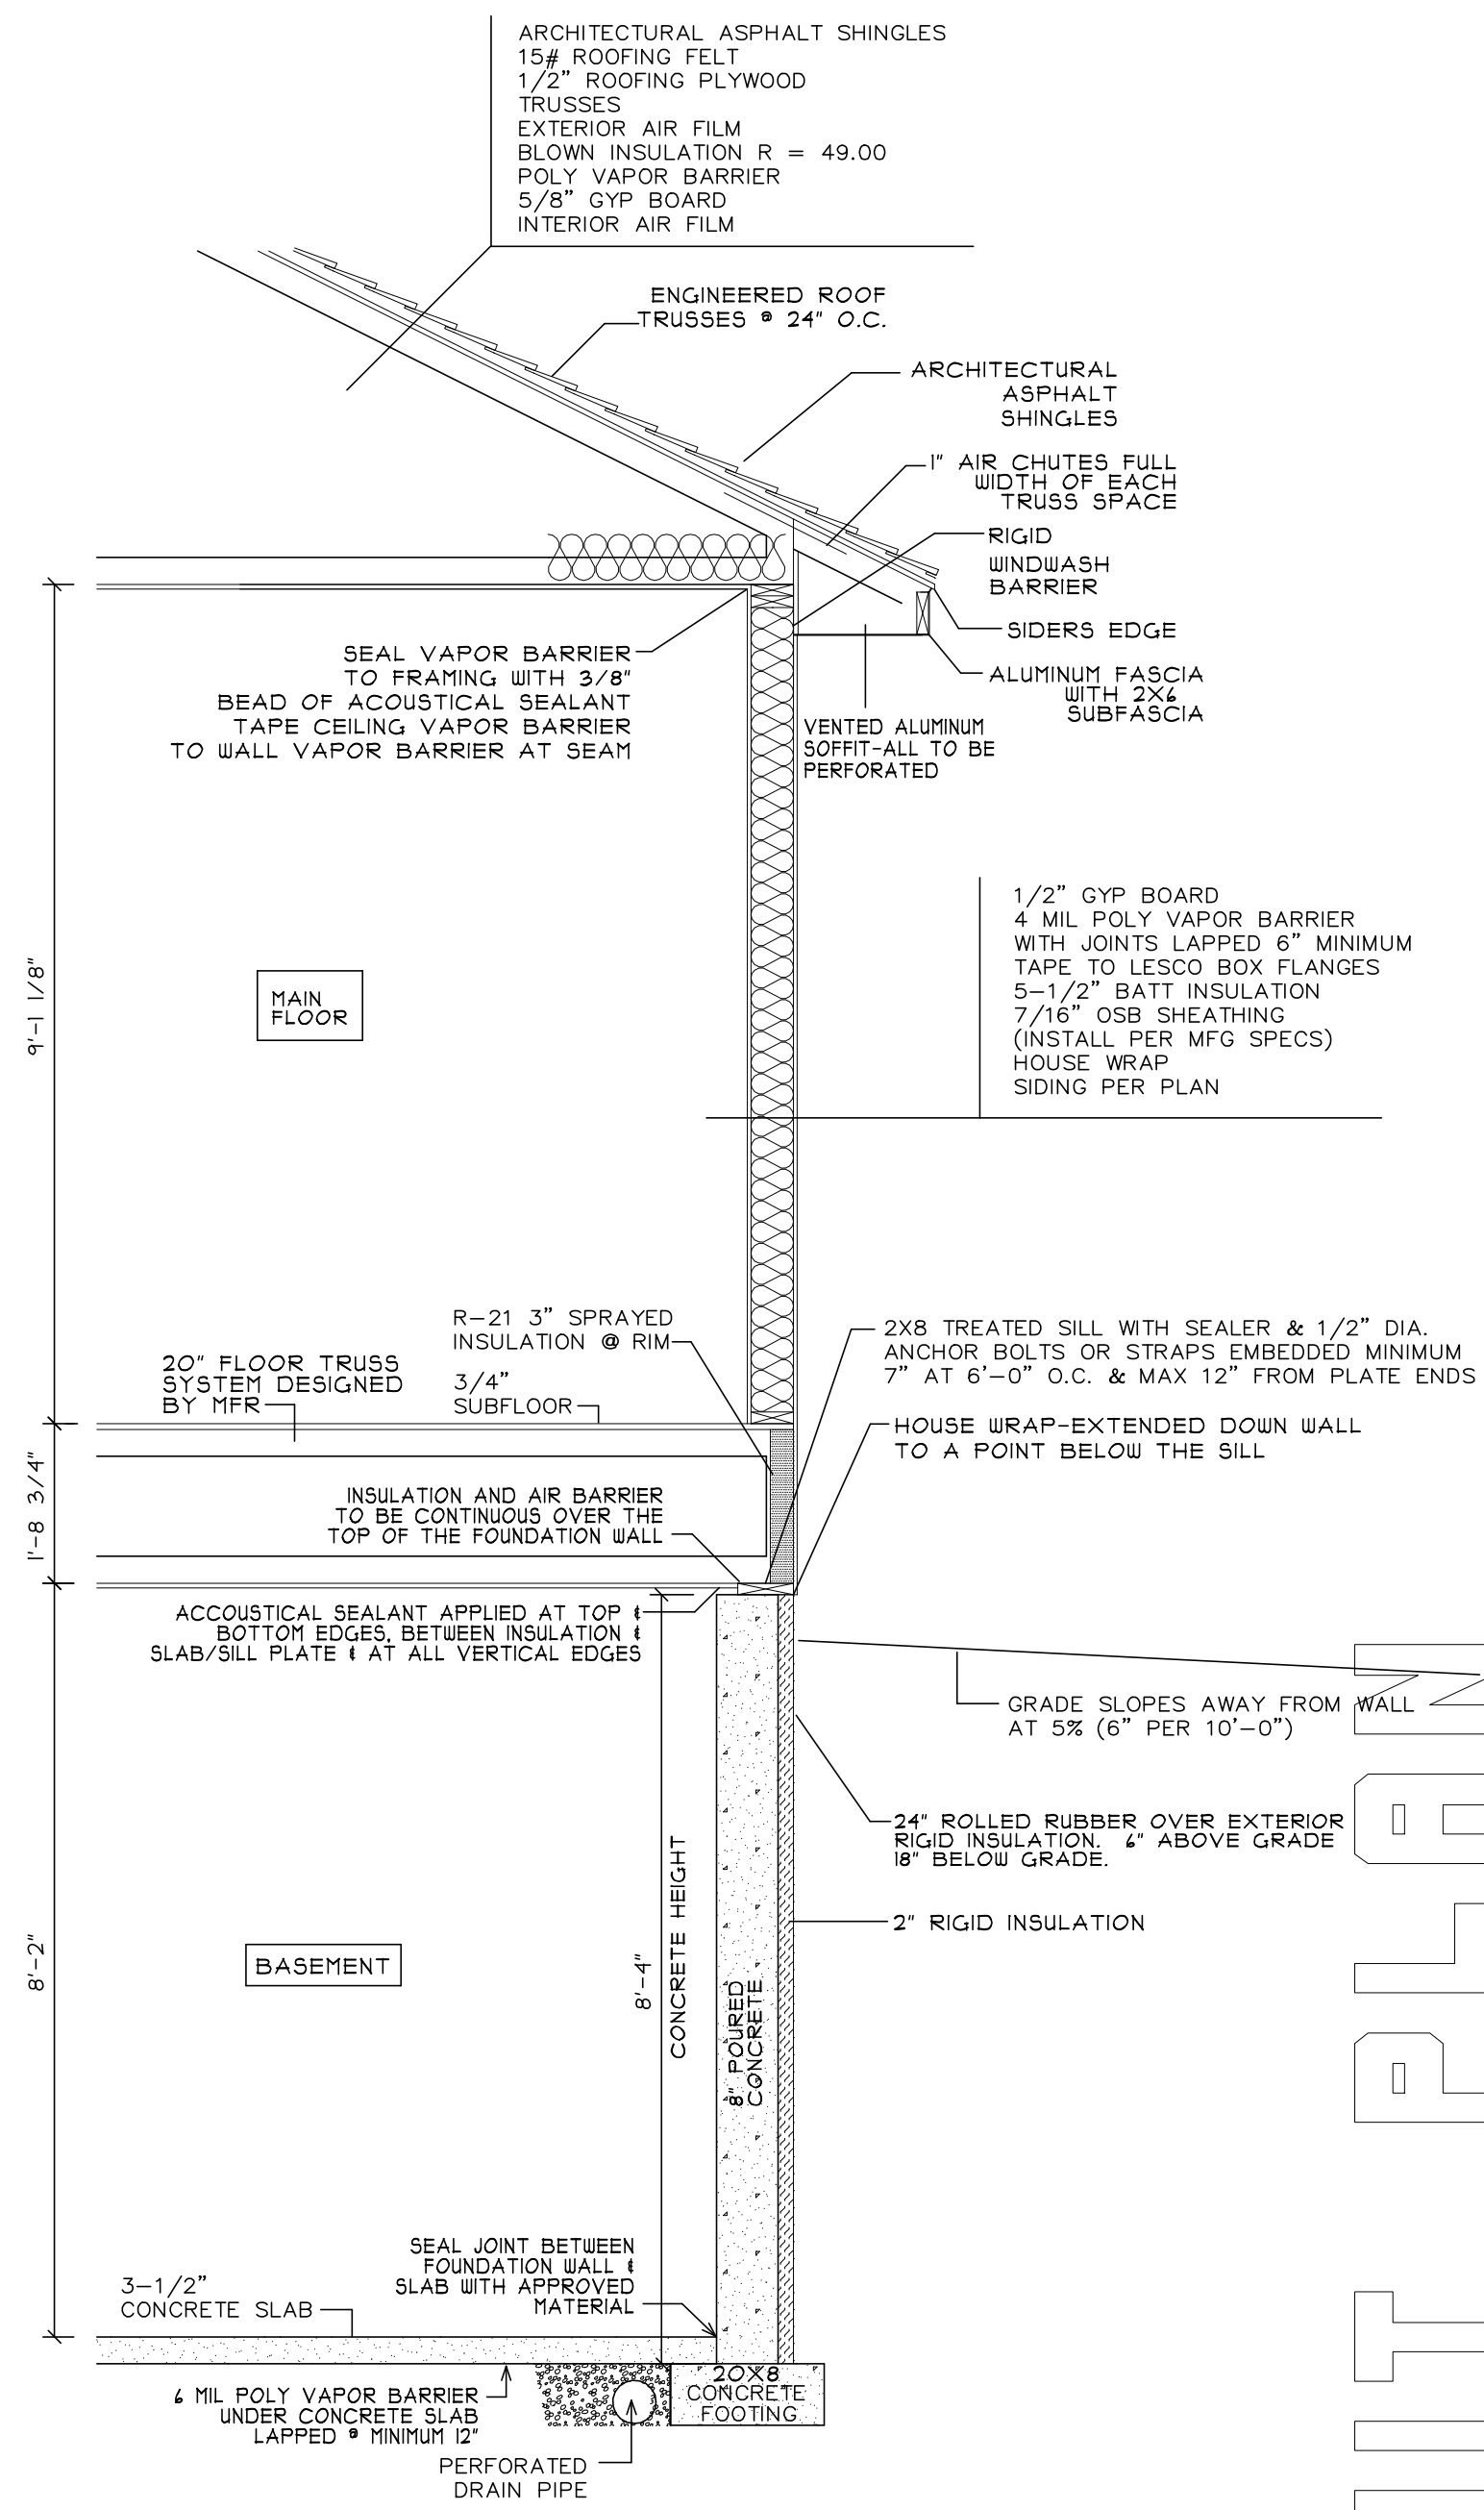 ARCHITECTURAL ASPHALT SHINGLES
15# ROOFING FELT
1/2" ROOFING PLYWOOD
TRUSSES
EXTERIOR AIR FILM
BLOWN INSULATION R = 49.00
POLY VAPOR BARRIER
5/8" GYP BOARD
INTERIOR AIR FILM
ENGINEERED ROOF
TRUSSES @ 24" O.C.
ARCHITECTURAL
ASPHALT
SHINGLES
1" AIR CHUTES FULL
WIDTH OF EACH
TRUSS SPACE
RIGID
WINDWASH
BARRIER
SIDERS EDGE
ALUMINUM FASCIA
WITH 2X6
SUBFASCIA
VENTED ALUMINUM
SOFFIT-ALL TO BE
PERFORATED
SEAL VAPOR BARRIER
TO FRAMING WITH 3/8"
BEAD OF ACOUSTICAL SEALANT
TAPE CEILING VAPOR BARRIER
TO WALL VAPOR BARRIER AT SEAM
9'-1 1/8"
MAIN
FLOOR
1/2" GYP BOARD
4 MIL POLY VAPOR BARRIER
WITH JOINTS LAPPED 6" MINIMUM
TAPE TO LESCO BOX FLANGES
5-1/2" BATT INSULATION
7/16" OSB SHEATHING
(INSTALL PER MFG SPECS)
HOUSE WRAP
SIDING PER PLAN
R-21 3" SPRAYED
INSULATION @ RIM
3/4"
SUBFLOOR
20" FLOOR TRUSS
SYSTEM DESIGNED
BY MFR
2X8 TREATED SILL WITH SEALER & 1/2" DIA.
ANCHOR BOLTS OR STRAPS EMBEDDED MINIMUM
7" AT 6'-0" O.C. & MAX 12" FROM PLATE ENDS
HOUSE WRAP-EXTENDED DOWN WALL
TO A POINT BELOW THE SILL
1'-8 3/4"
INSULATION AND AIR BARRIER
TO BE CONTINUOUS OVER THE
TOP OF THE FOUNDATION WALL
ACCOUSTICAL SEALANT APPLIED AT TOP &
BOTTOM EDGES, BETWEEN INSULATION &
SLAB/SILL PLATE & AT ALL VERTICAL EDGES
GRADE SLOPES AWAY FROM WALL
AT 5% (6" PER 10'-0")
24" ROLLED RUBBER OVER EXTERIOR
RIGID INSULATION. 6" ABOVE GRADE
18" BELOW GRADE.
2" RIGID INSULATION
8'-2"
BASEMENT
8'-4"
CONCRETE HEIGHT
8" POURED
CONCRETE
SEAL JOINT BETWEEN
FOUNDATION WALL &
SLAB WITH APPROVED
MATERIAL
3-1/2"
CONCRETE SLAB
6 MIL POLY VAPOR BARRIER
UNDER CONCRETE SLAB
LAPPED @ MINIMUM 12"
20X8
CONCRETE
FOOTING
PERFORATED
DRAIN PIPE
PLAN